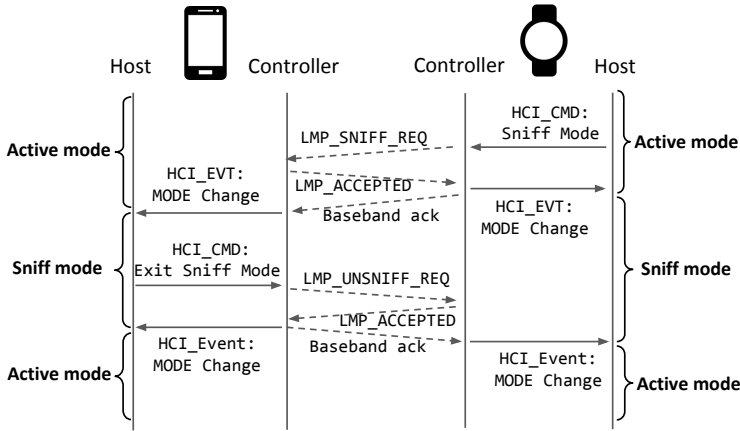 Host
Controller
Controller
Host
HCI_CMD:
Sniff Mode
LMP_SNIFF_REQ
Active mode
Active mode
HCI_EVT:
MODE Change
LMP_ACCEPTED
Baseband ack
HCI_EVT:
MODE Change
HCI_CMD:
Exit Sniff Mode
Sniff mode
Sniff mode
LMP_UNSNIFF_REQ
LMP_ACCEPTED
Baseband ack
HCI_Event:
MODE Change
HCI_Event:
MODE Change
Active mode
Active mode